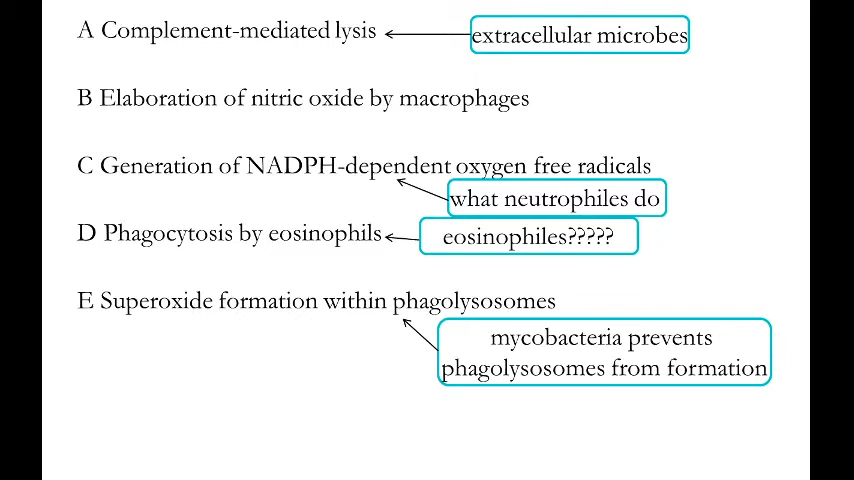 A Complement-mediated lysis
extracellular microbes
B Elaboration of nitric oxide by macrophages
C Generation of NADPH-dependent oxygen free radicals
what neutrophiles do
D Phagocytosis by eosinophils
eosinophiles?????
E Superoxide formation within phagolysosomes
mycobacteria prevents
phagolysosomes from formation